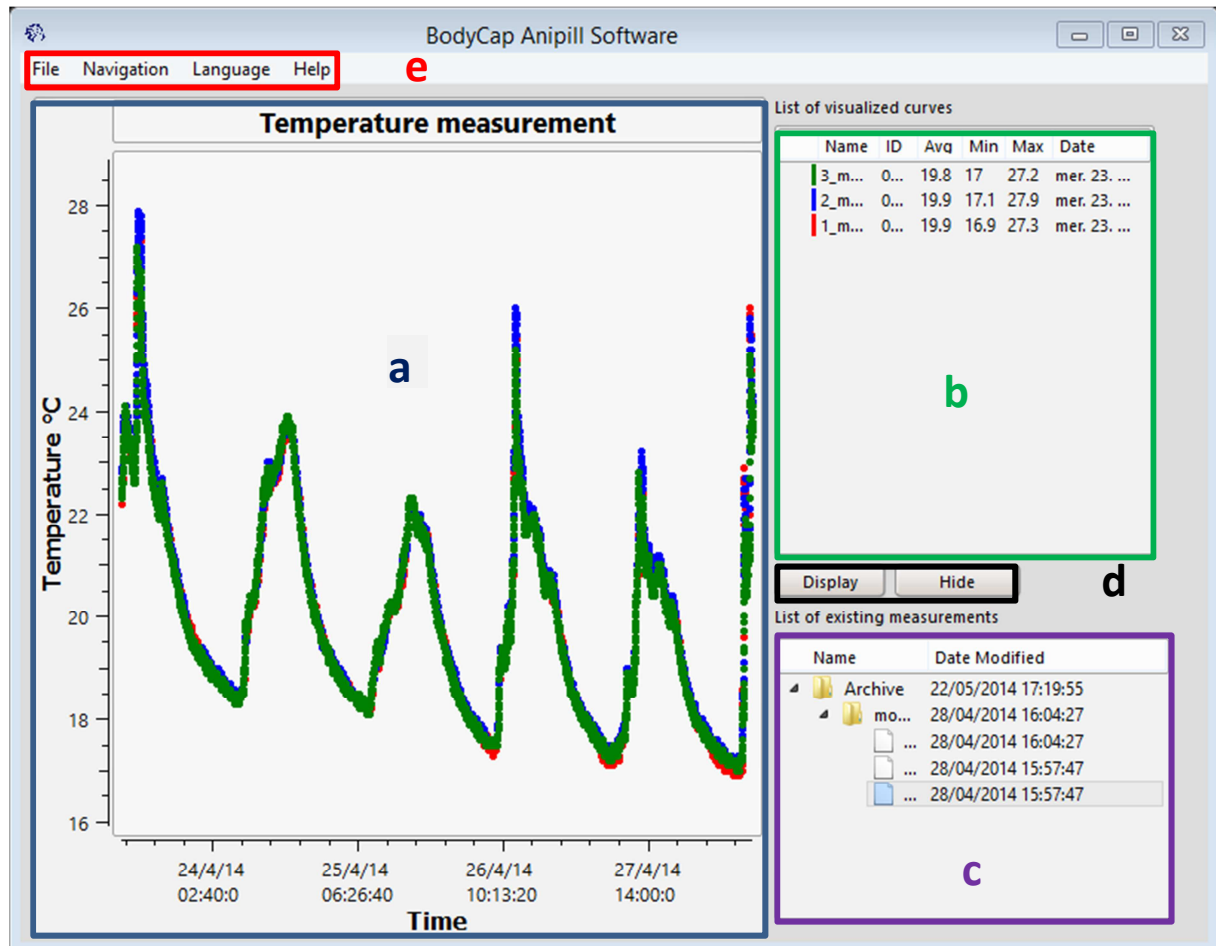 BodyCap Anipill Software
File Navigation Language Help
e
Temperature measurement
Temperature °C
28
26
24
22
20
18
16
a
24/4/14 25/4/14 26/4/14 27/4/14
02:40:0 06:26:40 10:13:20 14:00:0
Time
List of visualized curves
Name ID Avg Min Max Date
3_m... 0... 19.8 17 27.2 mer. 23. ...
2_m... 0... 19.9 17.1 27.9 mer. 23. ...
1_m... 0... 19.9 16.9 27.3 mer. 23. ...
b
Display Hide
d
List of existing measurements
Name Date Modified
Archive 22/05/2014 17:19:55
mo... 28/04/2014 16:04:27
... 28/04/2014 16:04:27
... 28/04/2014 15:57:47
... 28/04/2014 15:57:47
c